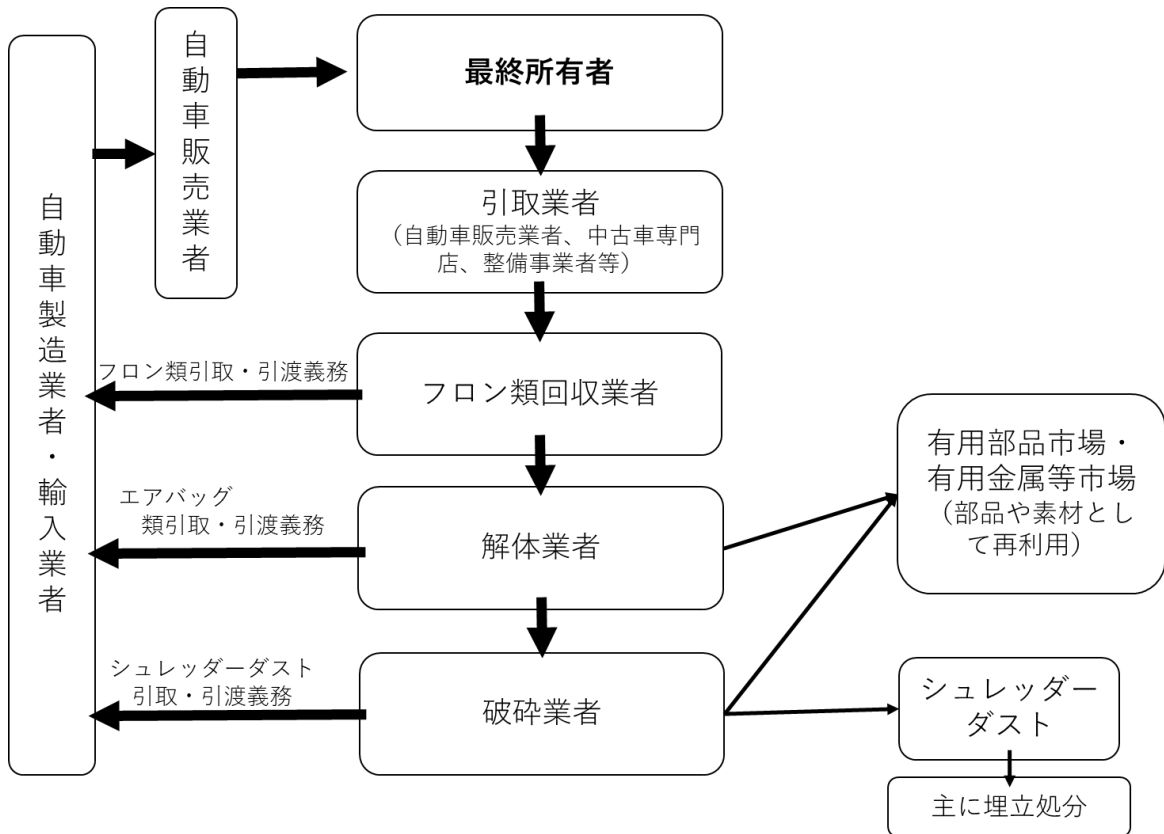 自動車製造業者・輸入業者
自動車販売業者
最終所有者
引取業者
（自動車販売業者、中古車専門
店、整備事業者等）
フロン類引取・引渡義務
フロン類回収業者
エアバッグ
類引取・引渡義務
解体業者
有用部品市場・
有用金属等市場
（部品や素材とし
て再利用）
シュレッダーダスト
引取・引渡義務
破砕業者
シュレッダー
ダスト
主に埋立処分